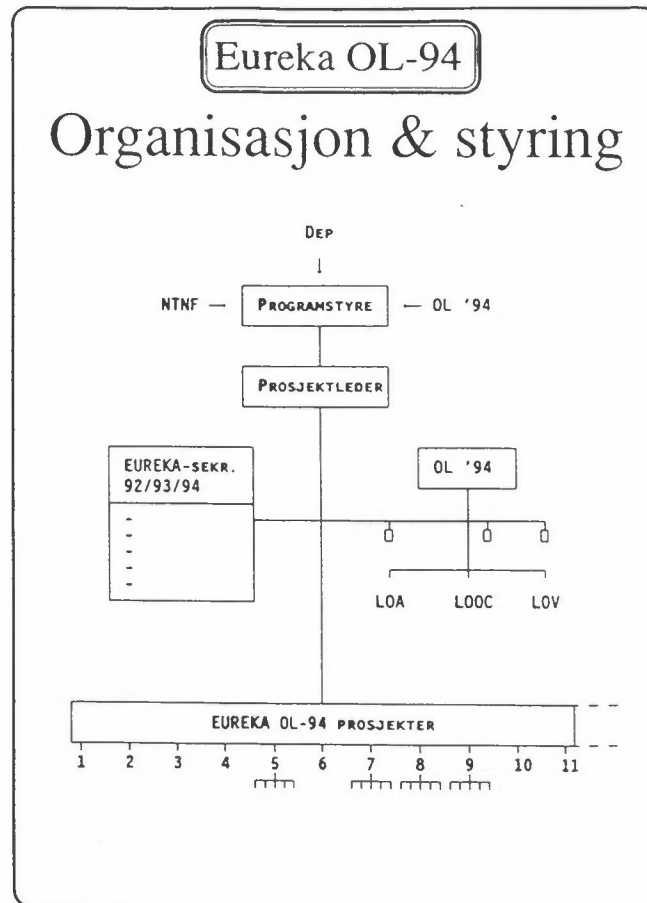 Eureka OL-94
Organisasjon & styring
DEP
NTNF — PROGRAMSTYRE — OL '94
PROSJEKTLEDER
EUREKA-SEKR.
92/93/94
-
-
-
-
-
OL '94
LOA LOOC LOV
EUREKA OL-94 PROSJEKTER
1 2 3 4 5 6 7 8 9 10 11